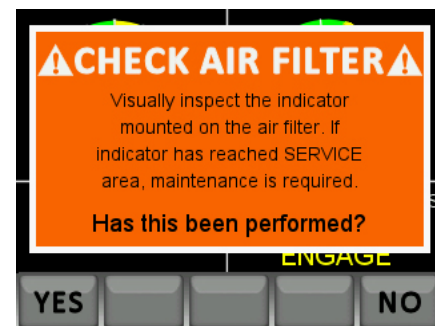 CHECK AIR FILTER
Visually inspect the indicator
mounted on the air filter. If
indicator has reached SERVICE
area, maintenance is required.
Has this been performed?
ENGAGE
YES NO